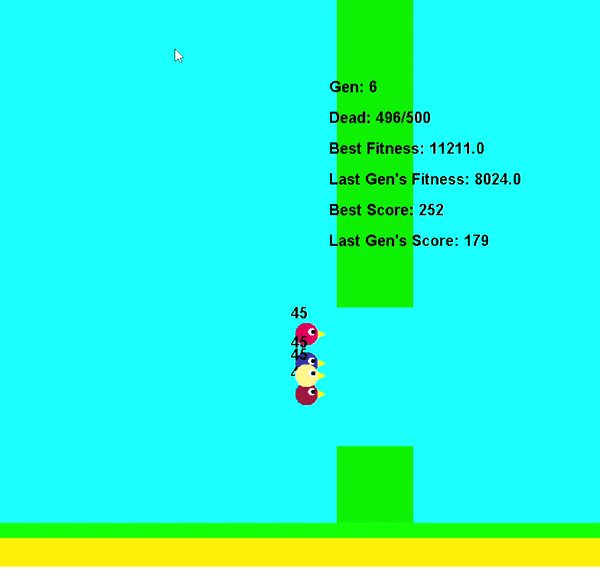 Gen: 6
Dead: 496/500
Best Fitness: 11211.0
Last Gen's Fitness: 8024.0
Best Score: 252
Last Gen's Score: 179
45
45
45